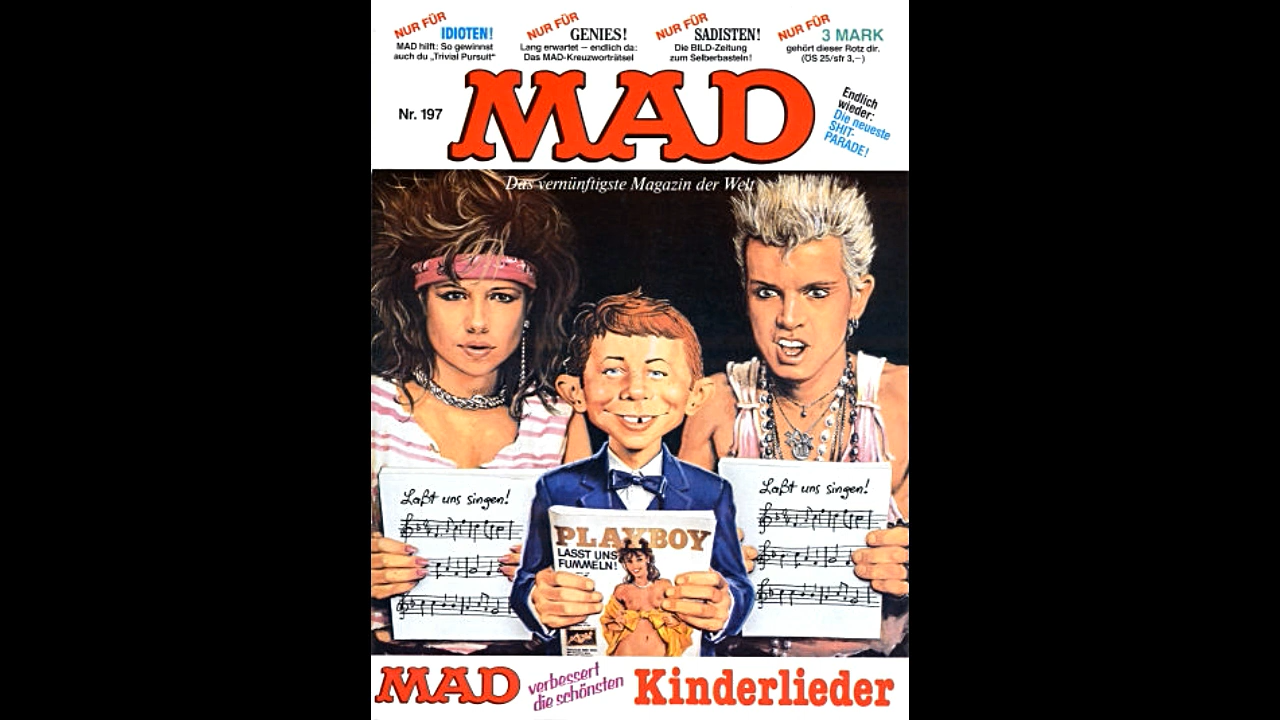 NUR FÜR
IDIOTEN!
MAD hilft: So gewinnst
auch du „Trivial Pursuit"
NUR FÜR
GENIES!
Lang erwartet – endlich da:
Das MAD-Kreuzworträtsel
NUR FÜR
SADISTEN!
Die BILD-Zeitung
zum Selberbasteln!
NUR FÜR
3 MARK
gehört dieser Rotz dir.
(ÖS 25/sfr 3,–)
Nr. 197
MAD
Endlich
wieder:
Die neueste
SHIT-
PARADE!
Das vernünftigste Magazin der Welt
Laßt uns singen!
Laßt uns singen!
PLAYBOY
LASST UNS
FUMMELN!
MAD
verbessert
die schönsten
Kinderlieder